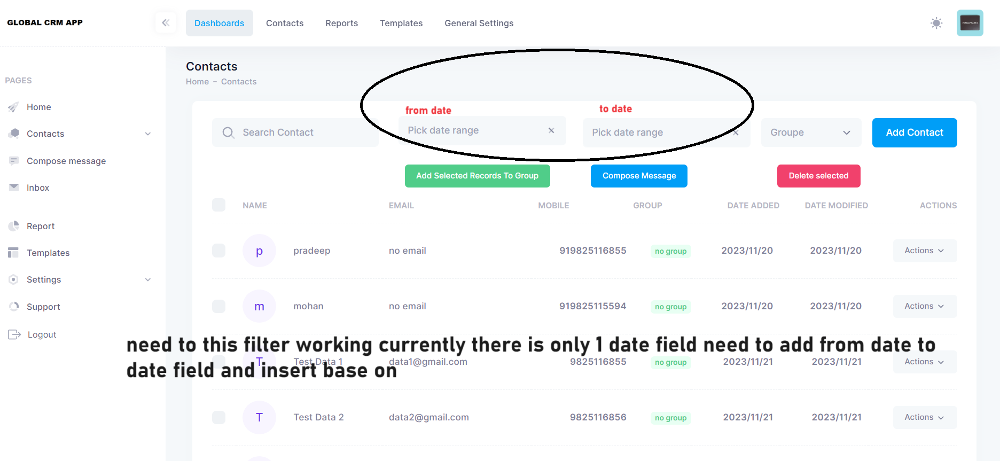 GLOBAL CRM APP
Dashboards
Contacts
Reports
Templates
General Settings
Contacts
Home - Contacts
PAGES
Home
Contacts
Compose message
Inbox
Report
Templates
Settings
Support
Logout
from date
to date
Search Contact
Pick date range
Pick date range
Groupe
Add Contact
Add Selected Records To Group
Compose Message
Delete selected
NAME EMAIL MOBILE GROUP DATE ADDED DATE MODIFIED ACTIONS
p pradeep no email 919825116855 no group 2023/11/20 2023/11/20 Actions
m mohan no email 919825115594 no group 2023/11/20 2023/11/20 Actions
need to this filter working currently there is only 1 date field need to add from date to
date field and insert base on
T Test Data 1 data1@gmail.com 9825116855 no group 2023/11/21 2023/11/21 Actions
T Test Data 2 data2@gmail.com 9825116856 no group 2023/11/21 2023/11/21 Actions